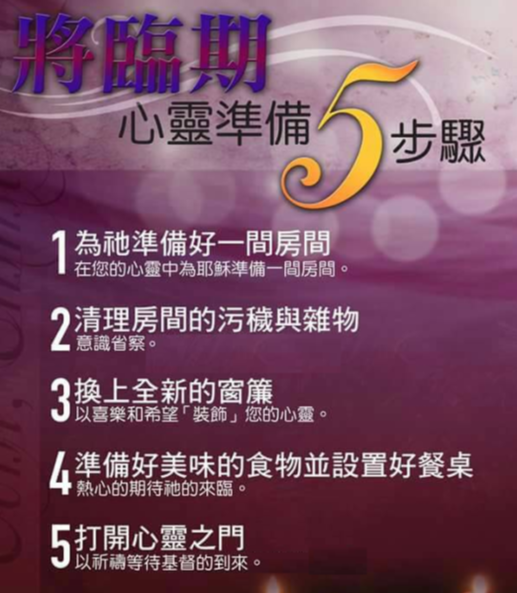 將臨期
心靈準備5步驟
1 為祂準備好一間房間
在您的心靈中為耶穌準備一間房間。
2 清理房間的污穢與雜物
意識省察。
3 換上全新的窗簾
以喜樂和希望「裝飾」您的心靈。
4 準備好美味的食物並設置好餐桌
熱心的期待祂的來臨。
5 打開心靈之門
以祈禱等待基督的到來。